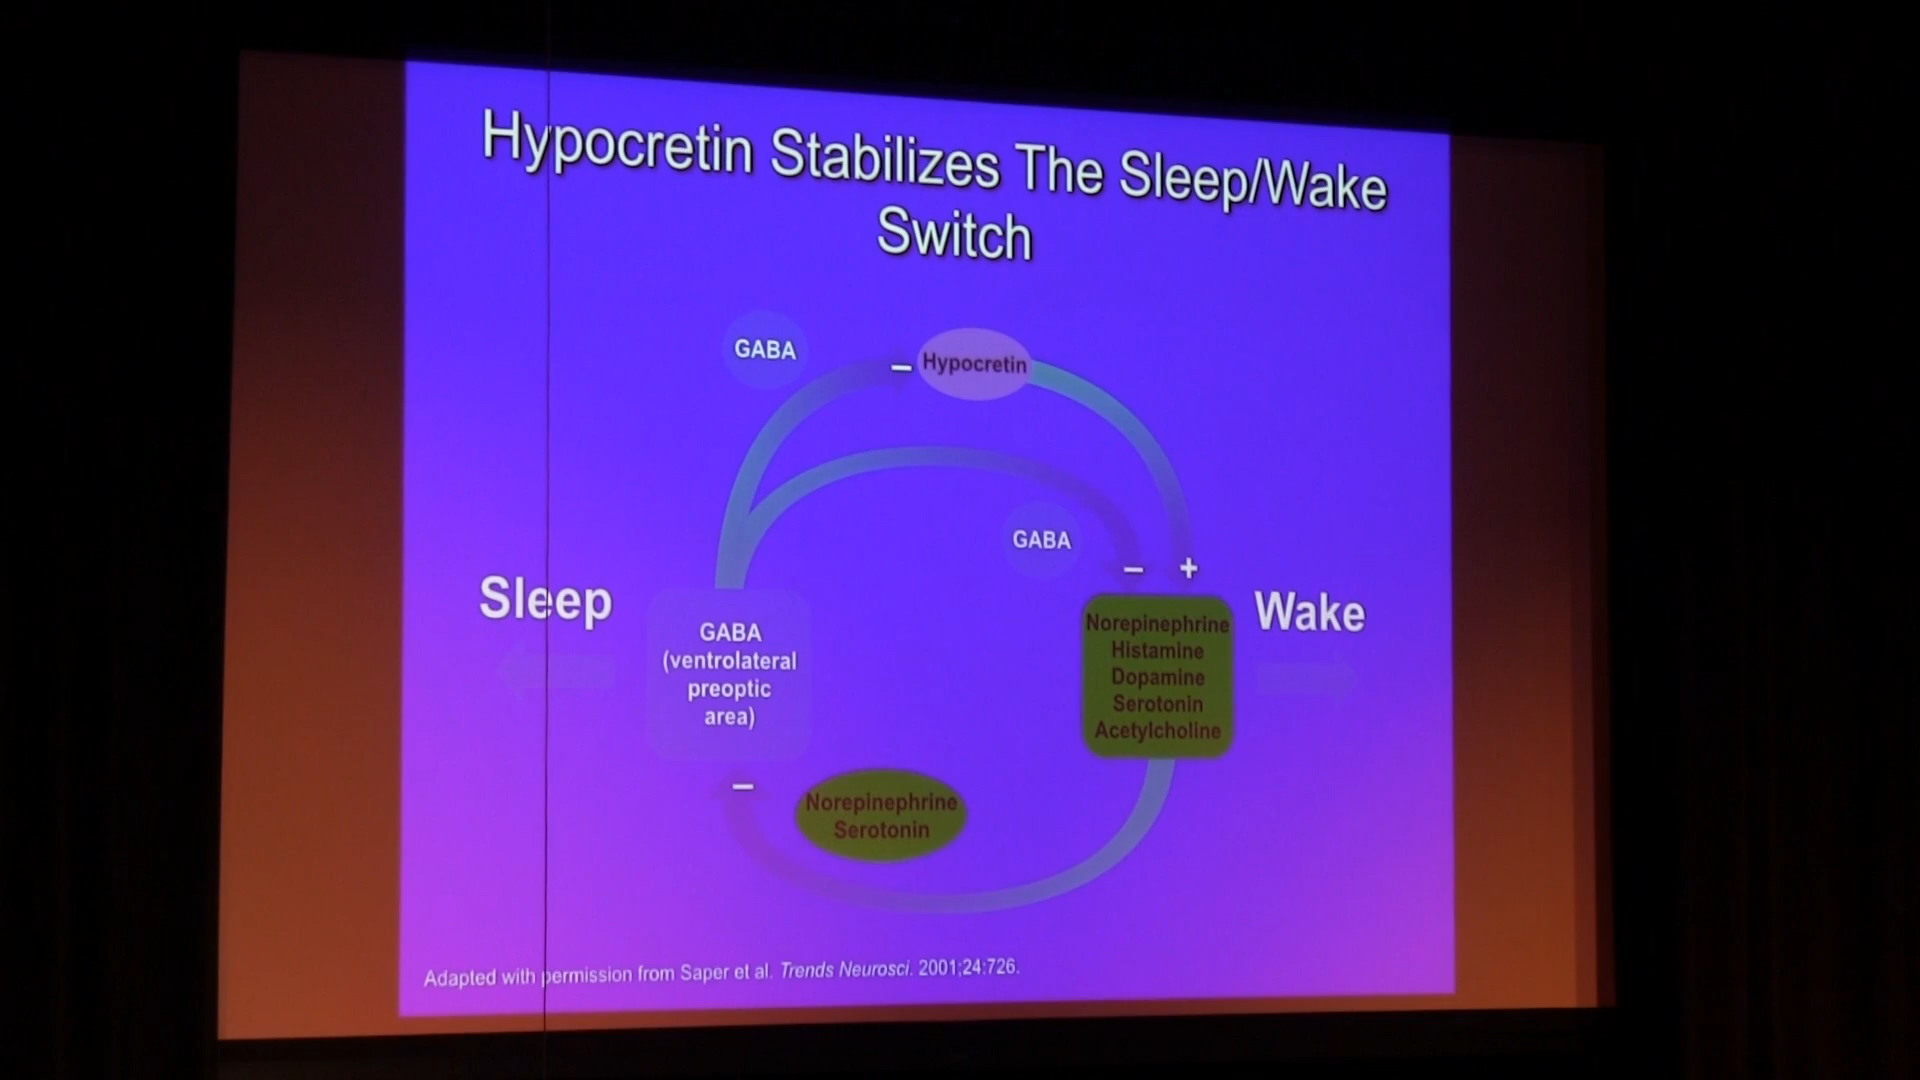 Hypocretin Stabilizes The Sleep/Wake
Switch
GABA
– Hypocretin
GABA
– +
Sleep
Wake
GABA
(ventrolateral
preoptic
area)
Norepinephrine
Histamine
Dopamine
Serotonin
Acetylcholine
–
Norepinephrine
Serotonin
Adapted with permission from Saper et al. Trends Neurosci. 2001;24:726.